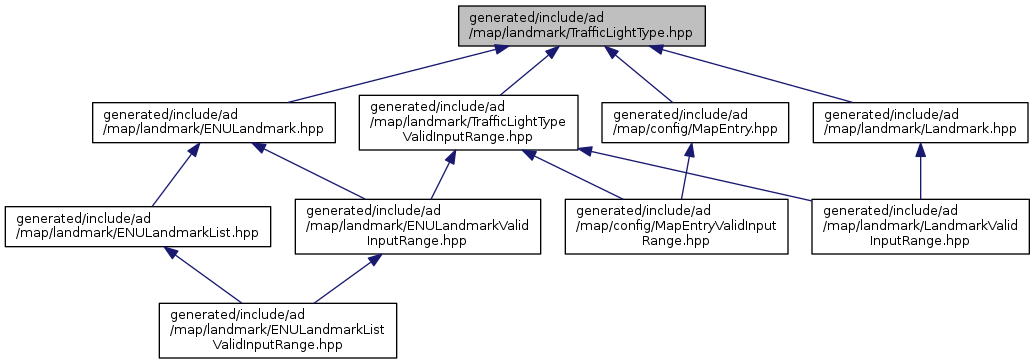 generated/include/ad
/map/landmark/TrafficLightType.hpp
generated/include/ad
/map/landmark/ENULandmark.hpp
generated/include/ad
/map/landmark/TrafficLightType
ValidInputRange.hpp
generated/include/ad
/map/config/MapEntry.hpp
generated/include/ad
/map/landmark/Landmark.hpp
generated/include/ad
/map/landmark/ENULandmarkList.hpp
generated/include/ad
/map/landmark/ENULandmarkValid
InputRange.hpp
generated/include/ad
/map/config/MapEntryValidInput
Range.hpp
generated/include/ad
/map/landmark/LandmarkValid
InputRange.hpp
generated/include/ad
/map/landmark/ENULandmarkList
ValidInputRange.hpp